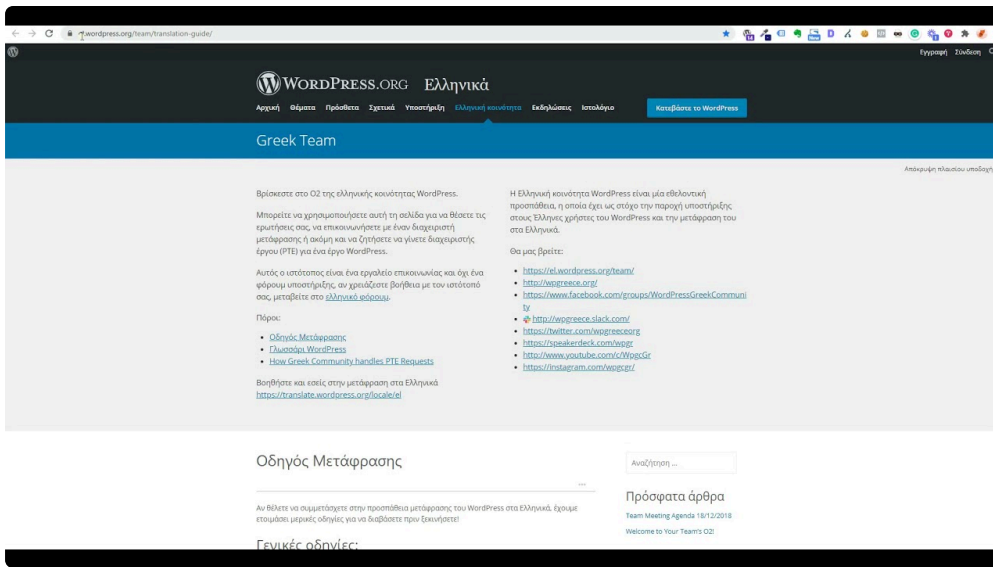 wordpress.org/team/translation-guide/
Εγγραφή Σύνδεση
WORDPRESS.ORG Ελληνικά
Αρχική Θέματα Πρόσθετα Σχετικά Υποστήριξη Ελληνική κοινότητα Εκδηλώσεις Ιστολόγιο Κατεβάστε το WordPress
Greek Team
Απόκρυψη πλαισίου υποδοχή
Βρίσκεστε στο O2 της ελληνικής κοινότητας WordPress.
Μπορείτε να χρησιμοποιήσετε αυτή τη σελίδα για να θέσετε τις
ερωτήσεις σας, να επικοινωνήσετε με έναν διαχειριστή
μετάφρασης ή ακόμη και να ζητήσετε να γίνετε διαχειριστής
έργου (PTE) για ένα έργο WordPress.
Αυτός ο ιστότοπος είναι ένα εργαλείο επικοινωνίας και όχι ένα
φόρουμ υποστήριξης, αν χρειάζεστε βοήθεια με τον ιστότοπό
σας, μεταβείτε στο ελληνικό φόρουμ.
Πόροι:
Οδηγός Μετάφρασης
Γλωσσάρι WordPress
How Greek Community handles PTE Requests
Βοηθήστε και εσείς στην μετάφραση στα Ελληνικά
https://translate.wordpress.org/locale/el
Η Ελληνική κοινότητα WordPress είναι μία εθελοντική
προσπάθεια, η οποία έχει ως στόχο την παροχή υποστήριξης
στους Έλληνες χρήστες του WordPress και την μετάφραση του
στα Ελληνικά.
Θα μας βρείτε:
https://el.wordpress.org/team/
http://wpgreece.org/
https://www.facebook.com/groups/WordPressGreekCommuni
ty
http://wpgreece.slack.com/
https://twitter.com/wpgreeceorg
https://speakerdeck.com/wpgr
http://www.youtube.com/c/WpgcGr
https://instagram.com/wpgcgr/
Οδηγός Μετάφρασης
...
Αν θέλετε να συμμετάσχετε στην προσπάθεια μετάφρασης του WordPress στα Ελληνικά, έχουμε
ετοιμάσει μερικές οδηγίες για να διαβάσετε πριν ξεκινήσετε!
Γενικές οδηγίες:
Αναζήτηση ...
Πρόσφατα άρθρα
Team Meeting Agenda 18/12/2018
Welcome to Your Team's O2!